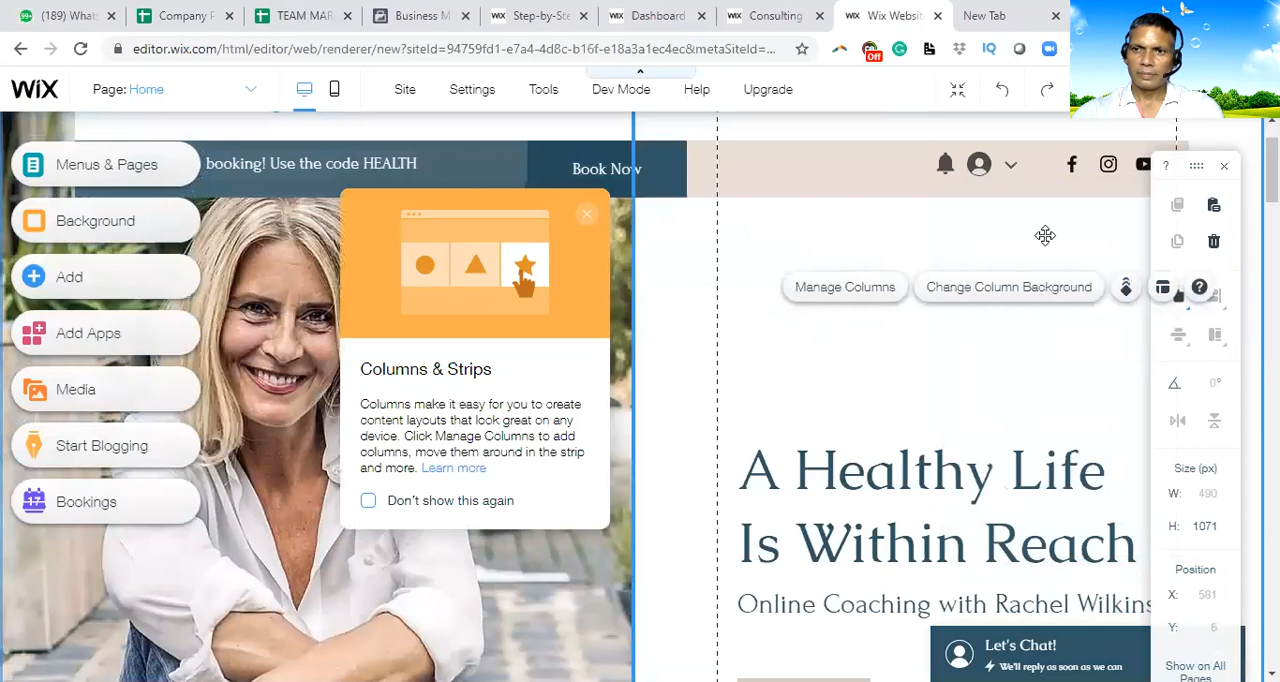 (189) What
Company P
TEAM MAR
Business M
Step-by-Ste
Dashboard
Consulting
Wix Websit
New Tab
editor.wix.com/html/editor/web/renderer/new?siteId=94759fd1-e7a4-4d8c-b16f-e18a3a1ec4ec&metaSiteId=...
Off
IQ
WiX
Page: Home
Site
Settings
Tools
Dev Mode
Help
Upgrade
Menus & Pages
Background
Add
Add Apps
Media
Start Blogging
17
Bookings
booking! Use the code HEALTH
Book Now
Columns & Strips
Columns make it easy for you to create
content layouts that look great on any
device. Click Manage Columns to add
columns, move them around in the strip
and more. Learn more
Don't show this again
Manage Columns
Change Column Background
A Healthy Life
Is Within Reach
Online Coaching with Rachel Wilkins
Let's Chat!
We'll reply as soon as we can
0°
Size (px)
W: 490
H: 1071
Position
X: 581
Y: 6
Show on All
Pages